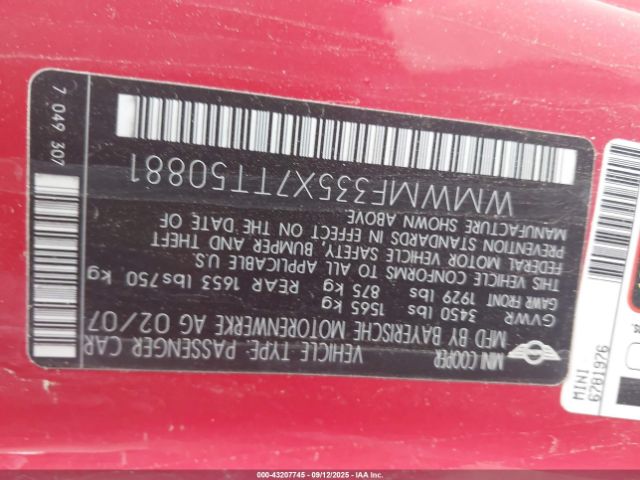 MINI COOPER
VEHICLE TYPE: PASSENGER CAR
MFD BY BAYERISCHE MOTORENWERKE AG 02/07
GVWR 3450 lbs 1565 kg
GAWR FRONT 1929 lbs 875 kg REAR 1653 lbs750 kg
THIS VEHICLE CONFORMS TO ALL APPLICABLE U.S.
FEDERAL MOTOR VEHICLE SAFETY, BUMPER AND THEFT
PREVENTION STANDARDS IN EFFECT ON THE DATE OF
MANUFACTURE SHOWN ABOVE
WMWMF335X7TT50881
7 049 307
MINI
6781926
000-43207745 - 09/12/2025 - COPYRIGHT IAA